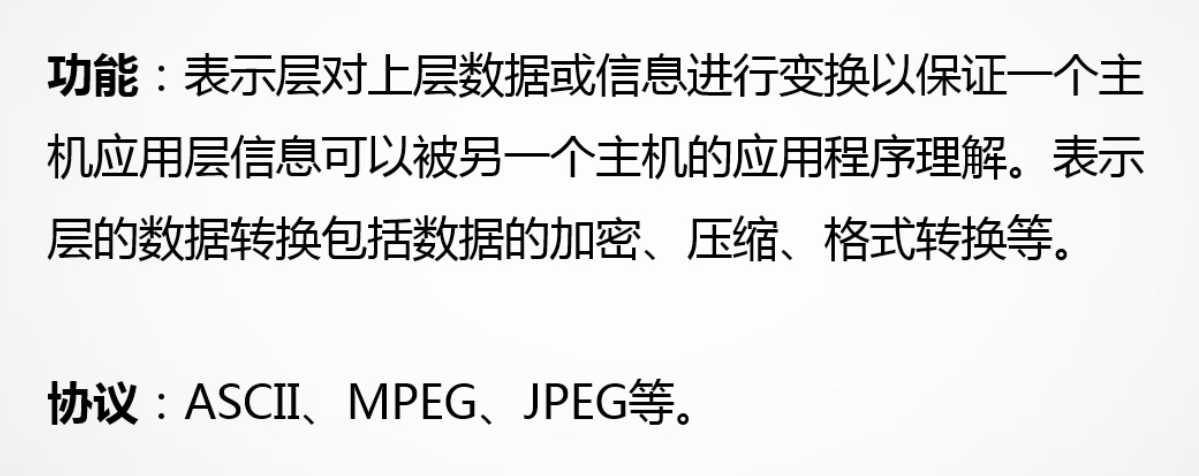 功能：表示层对上层数据或信息进行变换以保证一个主
机应用层信息可以被另一个主机的应用程序理解。表示
层的数据转换包括数据的加密、压缩、格式转换等。
协议：ASCII、MPEG、JPEG等。